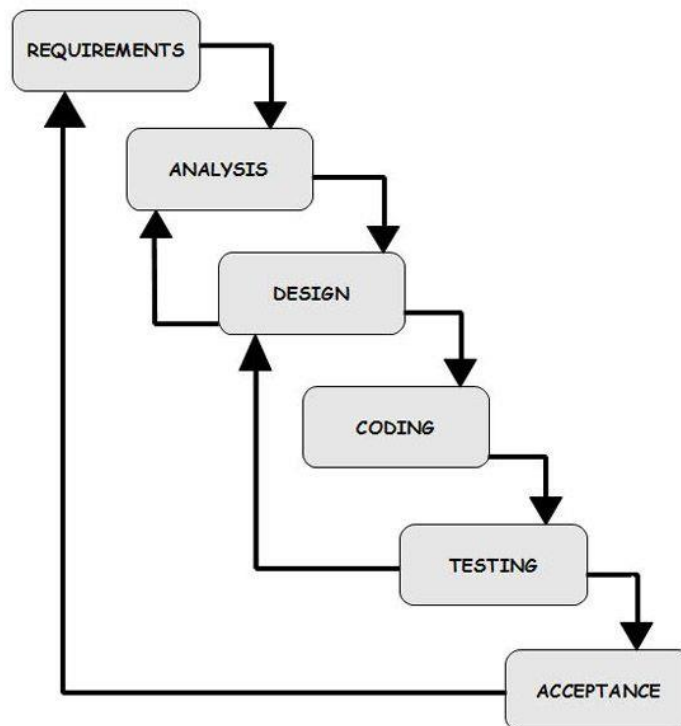 REQUIREMENTS
ANALYSIS
DESIGN
CODING
TESTING
ACCEPTANCE